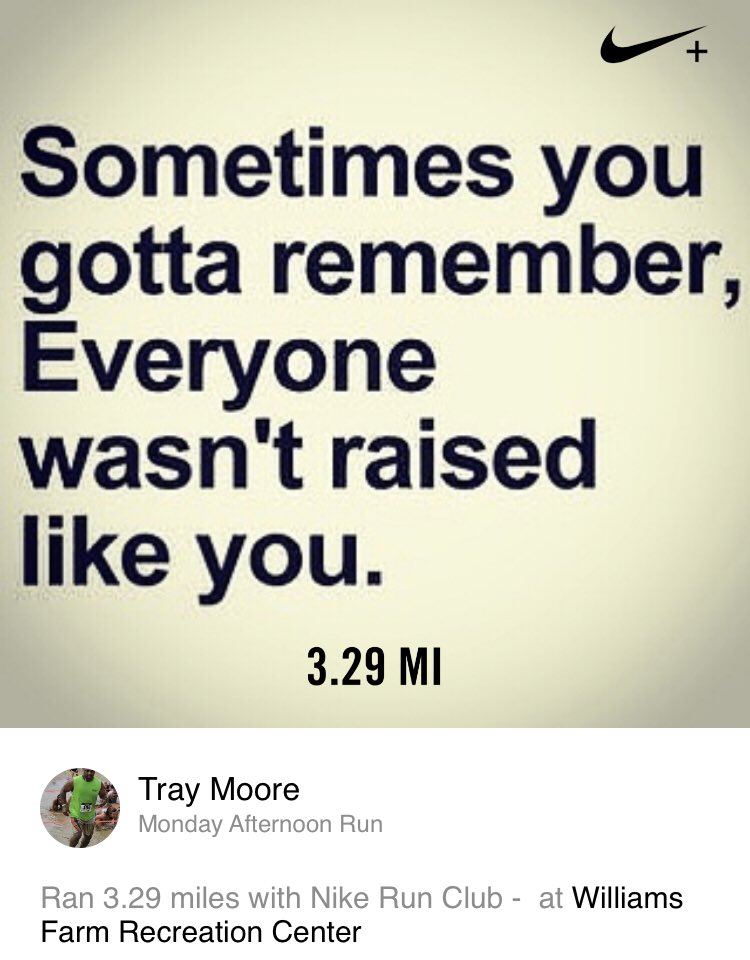 +
Sometimes you
gotta remember,
Everyone
wasn't raised
like you.
3.29 MI
Tray Moore
Monday Afternoon Run
Ran 3.29 miles with Nike Run Club -  at Williams
Farm Recreation Center